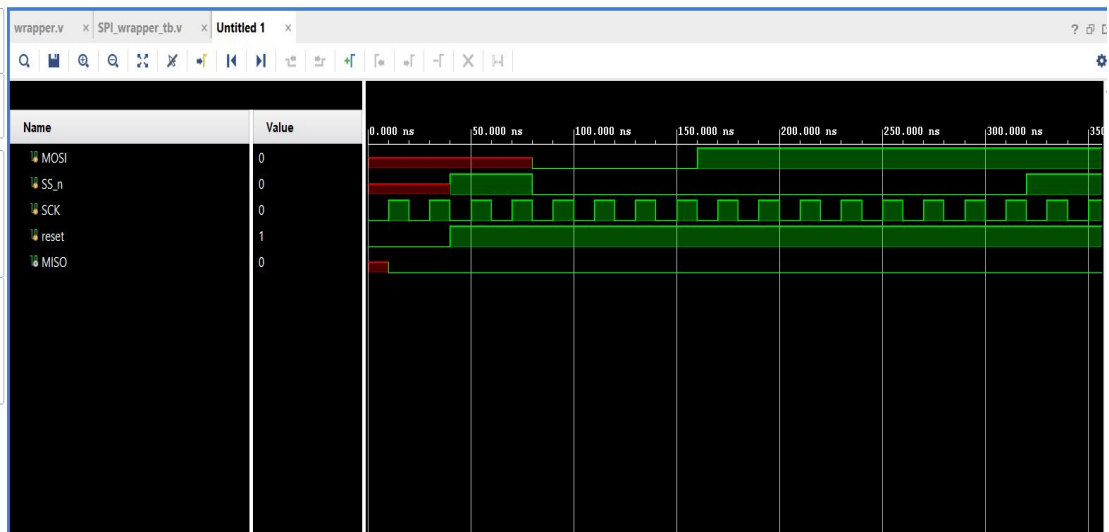 wrapper.v × SPI_wrapper_tb.v × Untitled 1 ×
Name Value
0.000 ns 50.000 ns 100.000 ns 150.000 ns 200.000 ns 250.000 ns 300.000 ns 350
MOSI 0
SS_n 0
SCK 0
reset 1
MISO 0